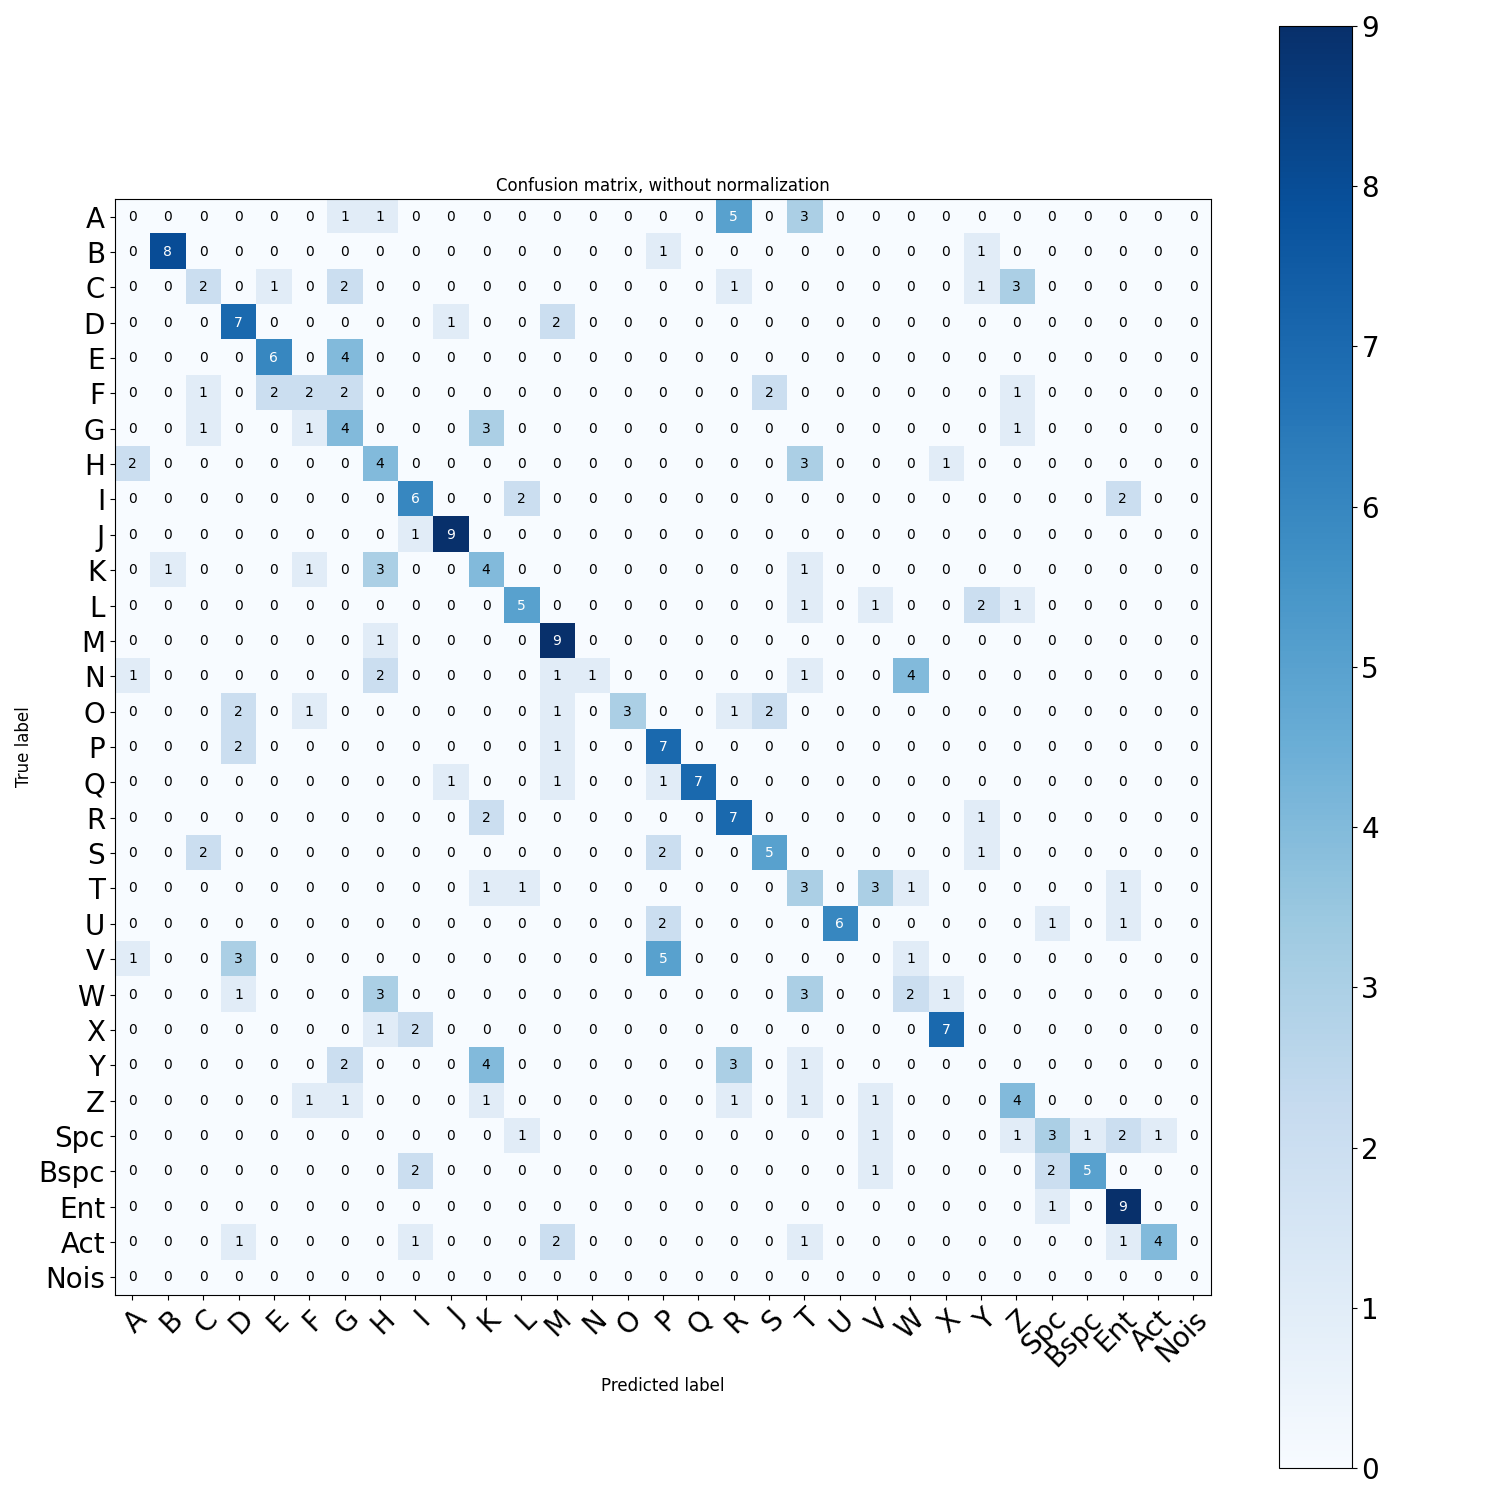 Confusion matrix, without normalization
True label
A 0 0 0 0 0 0 1 1 0 0 0 0 0 0 0 0 0 5 0 3 0 0 0 0 0 0 0 0 0 0 0
B 0 8 0 0 0 0 0 0 0 0 0 0 0 0 0 1 0 0 0 0 0 0 0 0 1 0 0 0 0 0 0
C 0 0 2 0 1 0 2 0 0 0 0 0 0 0 0 0 0 1 0 0 0 0 0 0 1 3 0 0 0 0 0
D 0 0 0 7 0 0 0 0 0 1 0 0 2 0 0 0 0 0 0 0 0 0 0 0 0 0 0 0 0 0 0
E 0 0 0 0 6 0 4 0 0 0 0 0 0 0 0 0 0 0 0 0 0 0 0 0 0 0 0 0 0 0 0
F 0 0 1 0 2 2 2 0 0 0 0 0 0 0 0 0 0 0 2 0 0 0 0 0 0 1 0 0 0 0 0
G 0 0 1 0 0 1 4 0 0 0 3 0 0 0 0 0 0 0 0 0 0 0 0 0 0 1 0 0 0 0 0
H 2 0 0 0 0 0 0 4 0 0 0 0 0 0 0 0 0 0 0 3 0 0 0 1 0 0 0 0 0 0 0
I 0 0 0 0 0 0 0 0 6 0 0 2 0 0 0 0 0 0 0 0 0 0 0 0 0 0 0 0 2 0 0
J 0 0 0 0 0 0 0 0 1 9 0 0 0 0 0 0 0 0 0 0 0 0 0 0 0 0 0 0 0 0 0
K 0 1 0 0 0 1 0 3 0 0 4 0 0 0 0 0 0 0 0 1 0 0 0 0 0 0 0 0 0 0 0
L 0 0 0 0 0 0 0 0 0 0 0 5 0 0 0 0 0 0 0 1 0 1 0 0 2 1 0 0 0 0 0
M 0 0 0 0 0 0 0 1 0 0 0 0 9 0 0 0 0 0 0 0 0 0 0 0 0 0 0 0 0 0 0
N 1 0 0 0 0 0 0 2 0 0 0 0 1 1 0 0 0 0 0 1 0 0 4 0 0 0 0 0 0 0 0
O 0 0 0 2 0 1 0 0 0 0 0 0 1 0 3 0 0 1 2 0 0 0 0 0 0 0 0 0 0 0 0
P 0 0 0 2 0 0 0 0 0 0 0 0 1 0 0 7 0 0 0 0 0 0 0 0 0 0 0 0 0 0 0
Q 0 0 0 0 0 0 0 0 0 1 0 0 1 0 0 1 7 0 0 0 0 0 0 0 0 0 0 0 0 0 0
R 0 0 0 0 0 0 0 0 0 0 2 0 0 0 0 0 0 7 0 0 0 0 0 0 1 0 0 0 0 0 0
S 0 0 2 0 0 0 0 0 0 0 0 0 0 0 0 2 0 0 5 0 0 0 0 0 1 0 0 0 0 0 0
T 0 0 0 0 0 0 0 0 0 0 1 1 0 0 0 0 0 0 0 3 0 3 1 0 0 0 0 0 1 0 0
U 0 0 0 0 0 0 0 0 0 0 0 0 0 0 0 2 0 0 0 0 6 0 0 0 0 0 1 0 1 0 0
V 1 0 0 3 0 0 0 0 0 0 0 0 0 0 0 5 0 0 0 0 0 0 1 0 0 0 0 0 0 0 0
W 0 0 0 1 0 0 0 3 0 0 0 0 0 0 0 0 0 0 0 3 0 0 2 1 0 0 0 0 0 0 0
X 0 0 0 0 0 0 0 1 2 0 0 0 0 0 0 0 0 0 0 0 0 0 0 7 0 0 0 0 0 0 0
Y 0 0 0 0 0 0 2 0 0 0 4 0 0 0 0 0 0 3 0 1 0 0 0 0 0 0 0 0 0 0 0
Z 0 0 0 0 0 1 1 0 0 0 1 0 0 0 0 0 0 1 0 1 0 1 0 0 0 4 0 0 0 0 0
Spc 0 0 0 0 0 0 0 0 0 0 0 1 0 0 0 0 0 0 0 0 0 1 0 0 0 1 3 1 2 1 0
Bspc 0 0 0 0 0 0 0 0 2 0 0 0 0 0 0 0 0 0 0 0 0 1 0 0 0 0 2 5 0 0 0
Ent 0 0 0 0 0 0 0 0 0 0 0 0 0 0 0 0 0 0 0 0 0 0 0 0 0 0 1 0 9 0 0
Act 0 0 0 1 0 0 0 0 1 0 0 0 2 0 0 0 0 0 0 1 0 0 0 0 0 0 0 0 1 4 0
Nois 0 0 0 0 0 0 0 0 0 0 0 0 0 0 0 0 0 0 0 0 0 0 0 0 0 0 0 0 0 0 0
A B C D E F G H I J K L M N O P Q R S T U V W X Y Z Spc Bspc Ent Act Nois
Predicted label
9
8
7
6
5
4
3
2
1
0